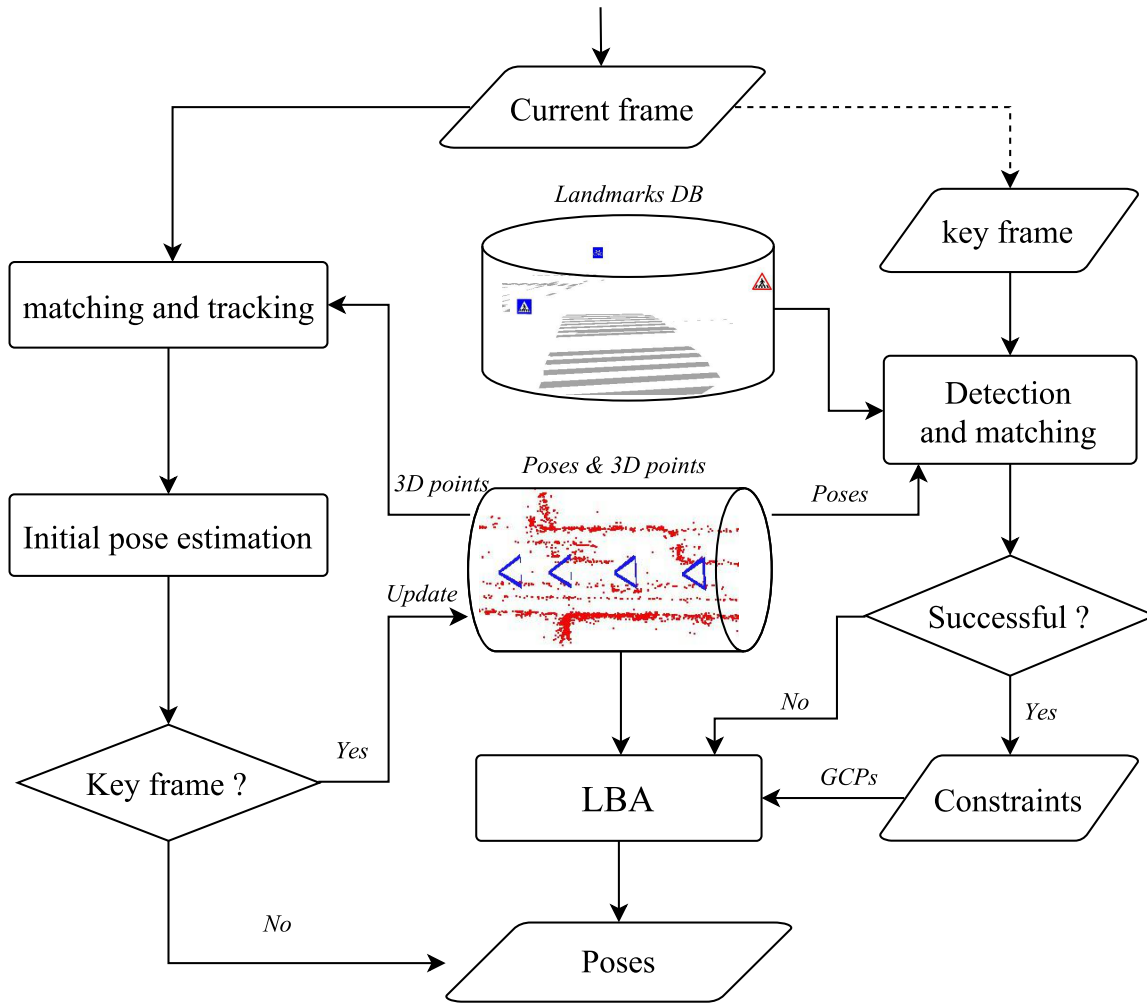 Current frame
Landmarks DB
key frame
matching and tracking
Detection
and matching
3D points
Poses & 3D points
Poses
Initial pose estimation
Update
Successful ?
No
Yes
Yes
Key frame ?
LBA
GCPs
Constraints
No
Poses